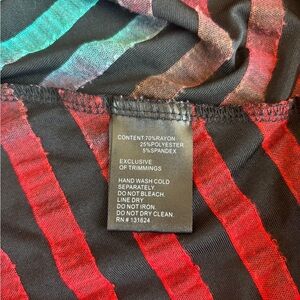 CONTENT:70%RAYON
25%POLYESTER
5%SPANDEX
EXCLUSIVE
OF TRIMMINGS
HAND WASH COLD
SEPARATELY
DO NOT BLEACH.
LINE DRY
DO NOT IRON.
DO NOT DRY CLEAN.
RN # 131624